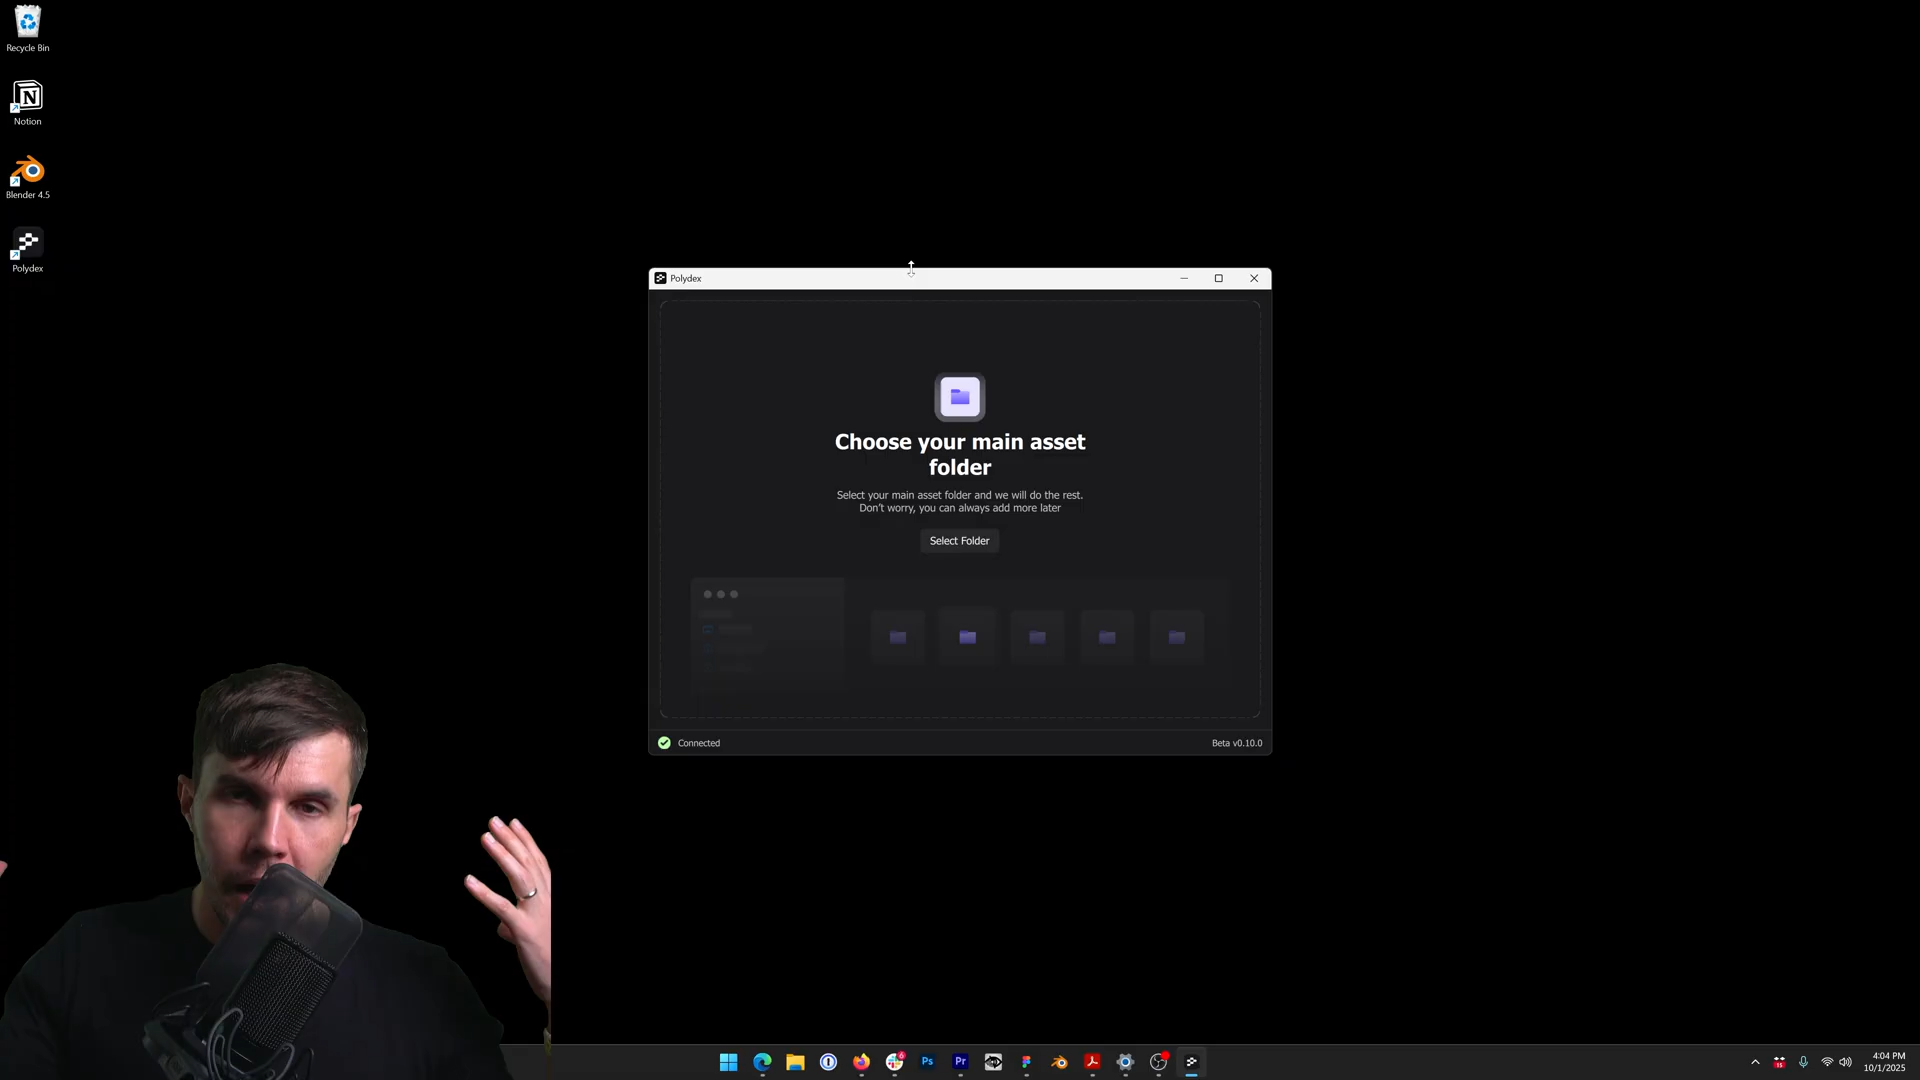 Recycle Bin
Notion
Blender 4.5
Polydex
Polydex
Choose your main asset
folder
Select your main asset folder and we will do the rest.
Don't worry, you can always add more later
Select Folder
Connected
Beta v0.10.0
Ps
Pr
4:04 PM
10/1/2025